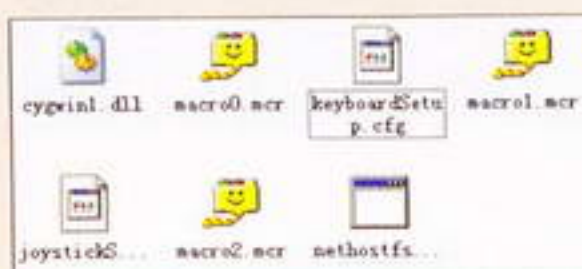 cygwin1.dll
macro0.mcr
keyboardSetu
p.cfg
macro1.mcr
joystickS...
macro2.mcr
nethostfs...